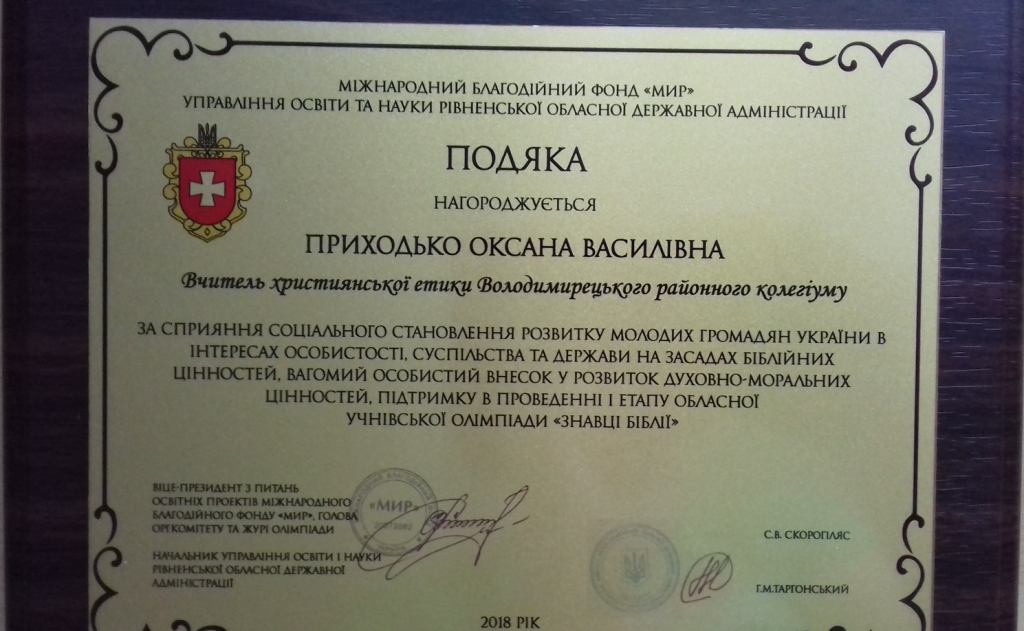 МІЖНАРОДНИЙ БЛАГОДІЙНИЙ ФОНД «МИР»
УПРАВЛІННЯ ОСВІТИ ТА НАУКИ РІВНЕНСЬКОЇ ОБЛАСНОЇ ДЕРЖАВНОЇ АДМІНІСТРАЦІЇ
ПОДЯКА
НАГОРОДЖУЄТЬСЯ
ПРИХОДЬКО ОКСАНА ВАСИЛІВНА
Вчитель християнської етики Володимирецького районного колегіуму
ЗА СПРИЯННЯ СОЦІАЛЬНОГО СТАНОВЛЕННЯ РОЗВИТКУ МОЛОДИХ ГРОМАДЯН УКРАЇНИ В
ІНТЕРЕСАХ ОСОБИСТОСТІ, СУСПІЛЬСТВА ТА ДЕРЖАВИ НА ЗАСАДАХ БІБЛІЙНИХ
ЦІННОСТЕЙ, ВАГОМИЙ ОСОБИСТИЙ ВНЕСОК У РОЗВИТОК ДУХОВНО-МОРАЛЬНИХ
ЦІННОСТЕЙ, ПІДТРИМКУ В ПРОВЕДЕННІ І ЕТАПУ ОБЛАСНОЇ
УЧНІВСЬКОЇ ОЛІМПІАДИ «ЗНАВЦІ БІБЛІЇ»
ВІЦЕ-ПРЕЗИДЕНТ З ПИТАНЬ
ОСВІТНІХ ПРОЕКТІВ МІЖНАРОДНОГО
БЛАГОДІЙНОГО ФОНДУ «МИР», ГОЛОВА
ОРГКОМІТЕТУ ТА ЖУРІ ОЛІМПІАДИ
«МИР»
С.В. СКОРОПЛЯС
НАЧАЛЬНИК УПРАВЛІННЯ ОСВІТИ І НАУКИ
РІВНЕНСЬКОЇ ОБЛАСНОЇ ДЕРЖАВНОЇ
АДМІНІСТРАЦІЇ
Г.М.ТАРГОНСЬКИЙ
2018 РІК